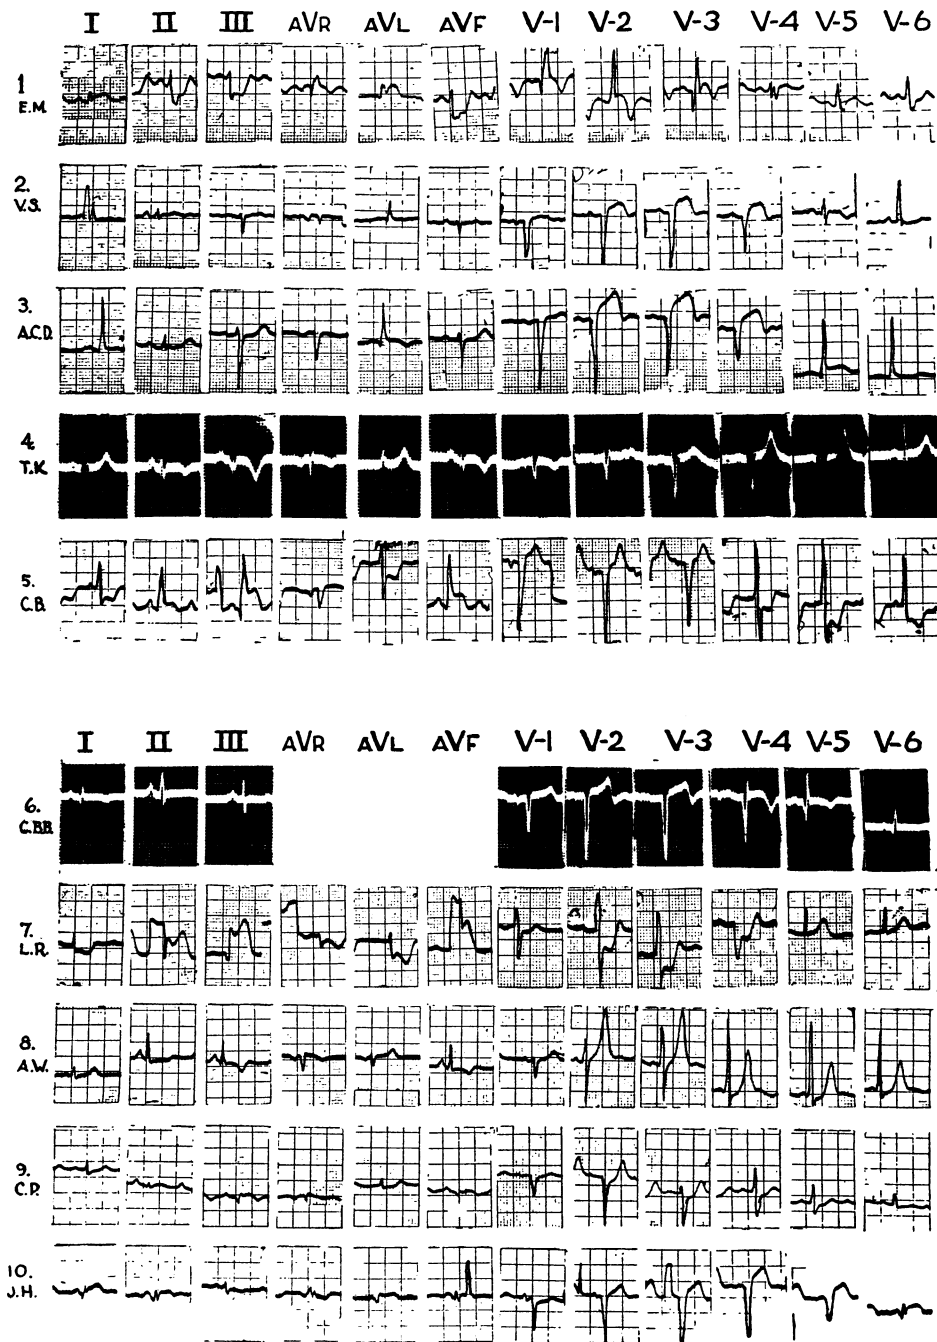 I II III AVR AVL AVF V-1 V-2 V-3 V-4 V-5 V-6
1
E.M.
2.
V.S.
3.
A.C.D.
4.
T.K.
5.
C.B.
I II III AVR AVL AVF V-1 V-2 V-3 V-4 V-5 V-6
6.
C.B.B.
7.
L.R.
8.
A.W.
9.
C.P.
10.
J.H.